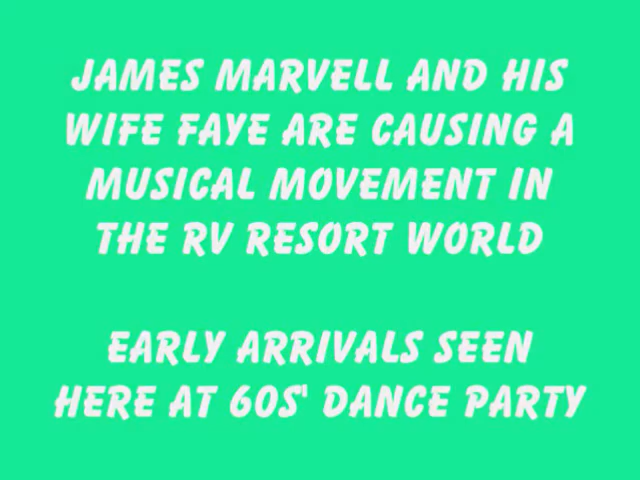 JAMES MARVELL AND HIS
WIFE FAYE ARE CAUSING A
MUSICAL MOVEMENT IN
THE RV RESORT WORLD
EARLY ARRIVALS SEEN
HERE AT 60S' DANCE PARTY